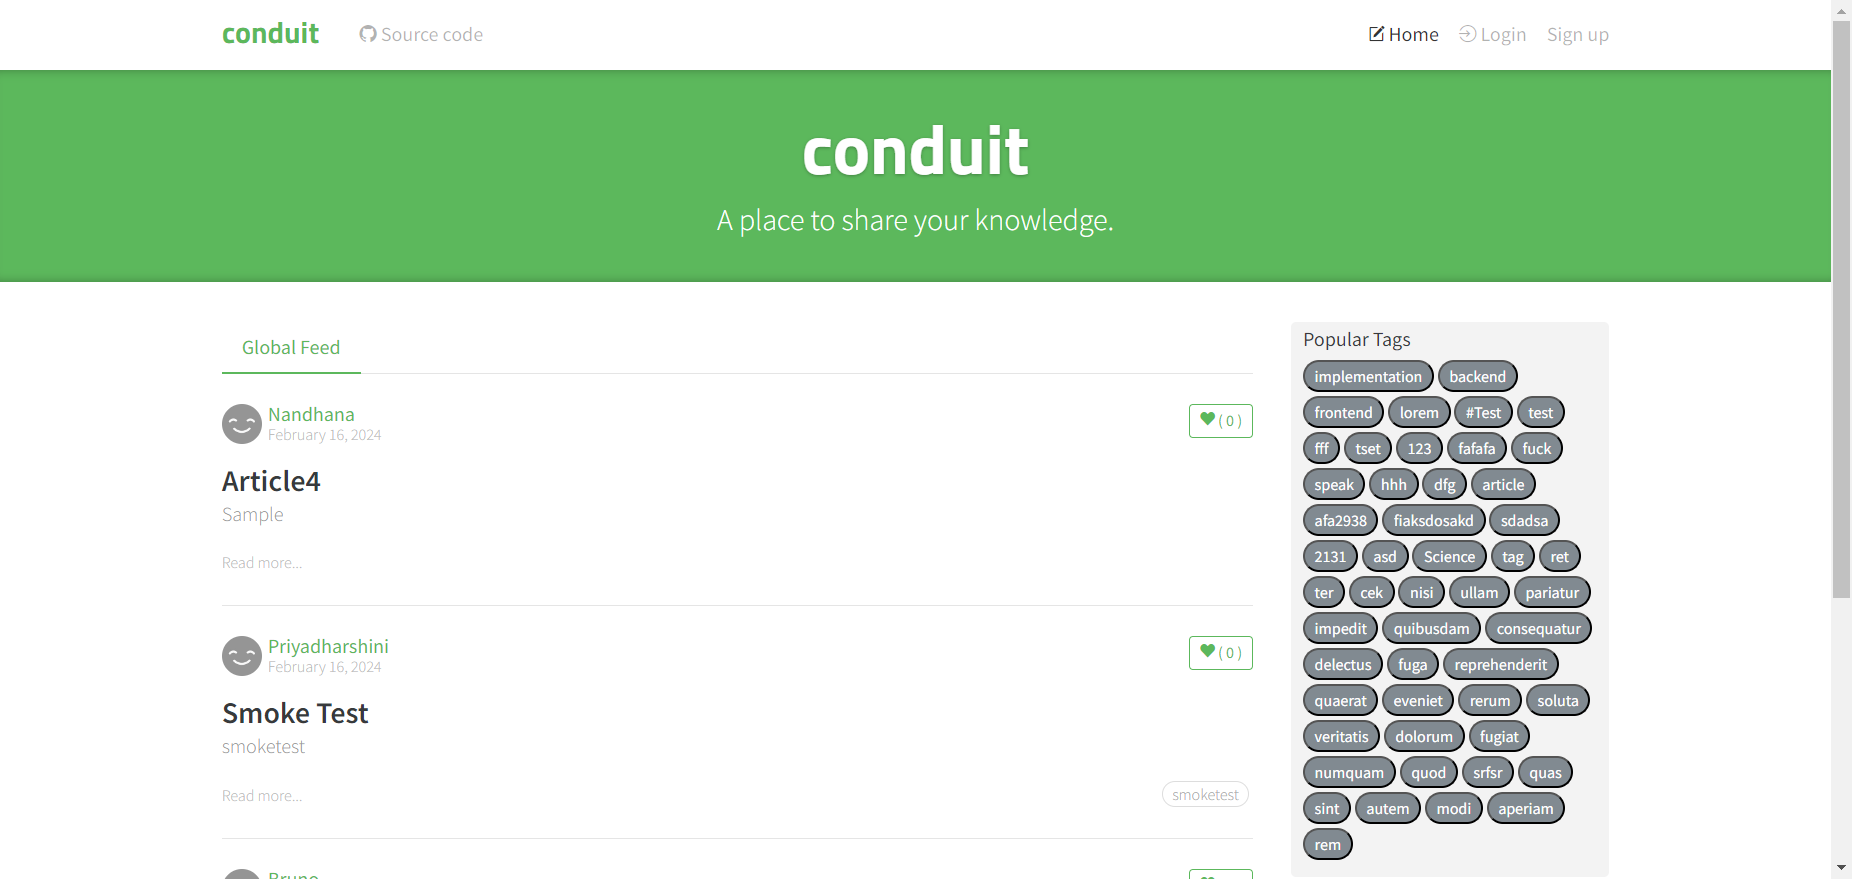 conduit Source code Home Login Sign up
conduit
A place to share your knowledge.
Global Feed
Nandhana
February 16, 2024
( 0 )
Article4
Sample
Read more...
Priyadharshini
February 16, 2024
( 0 )
Smoke Test
smoketest
Read more...
smoketest
Bruno
Popular Tags
implementation backend
frontend lorem #Test test
fff tset 123 fafafa fuck
speak hhh dfg article
afa2938 fiaksdosakd sdadsa
2131 asd Science tag ret
ter cek nisi ullam pariatur
impedit quibusdam consequatur
delectus fuga reprehenderit
quaerat eveniet rerum soluta
veritatis dolorum fugiat
numquam quod srfsr quas
sint autem modi aperiam
rem